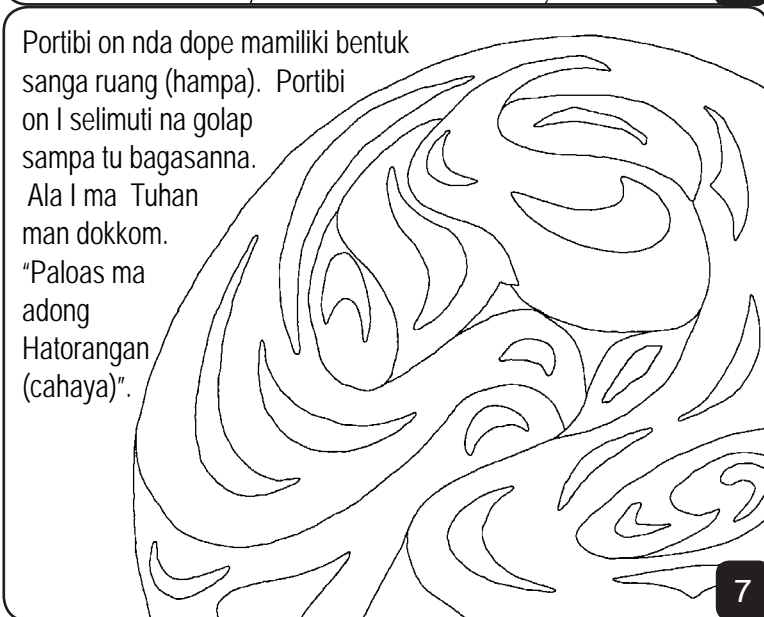 Portibi on nda dope mamiliki bentuk
sanga ruang (hampa). Portibi
on I selimuti na golap
sampa tu bagasanna.
Ala I ma Tuhan
man dokkom.
“Paloas ma
adong
Hatorangan
(cahaya)”.
7